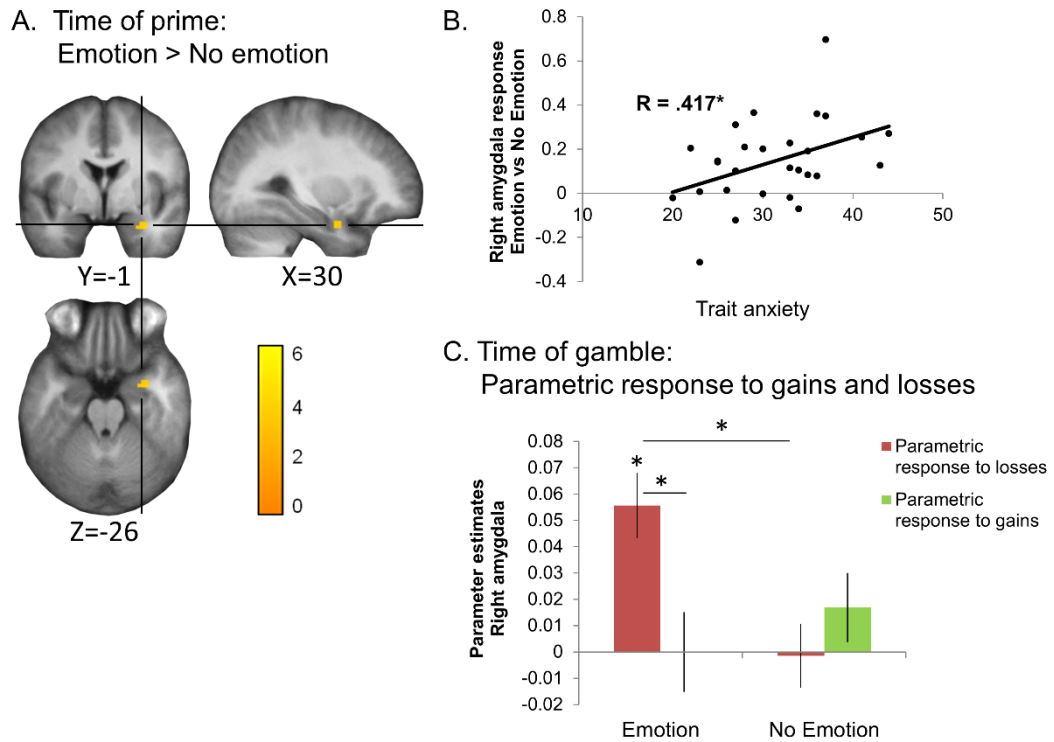 A. Time of prime:
Emotion > No emotion
Y=-1
X=30
Z=-26
6
4
2
0
B.
Right amygdala response
Emotion vs No Emotion
0.8
0.6
0.4
0.2
0
-0.2
-0.4
R = .417*
10
20
30
40
50
Trait anxiety
C. Time of gamble:
Parametric response to gains and losses
Parameter estimates
Right amygdala
0.08
0.07
0.06
0.05
0.04
0.03
0.02
0.01
0
-0.01
-0.02
*
*
*
Emotion
No Emotion
Parametric
response to losses
Parametric
response to gains